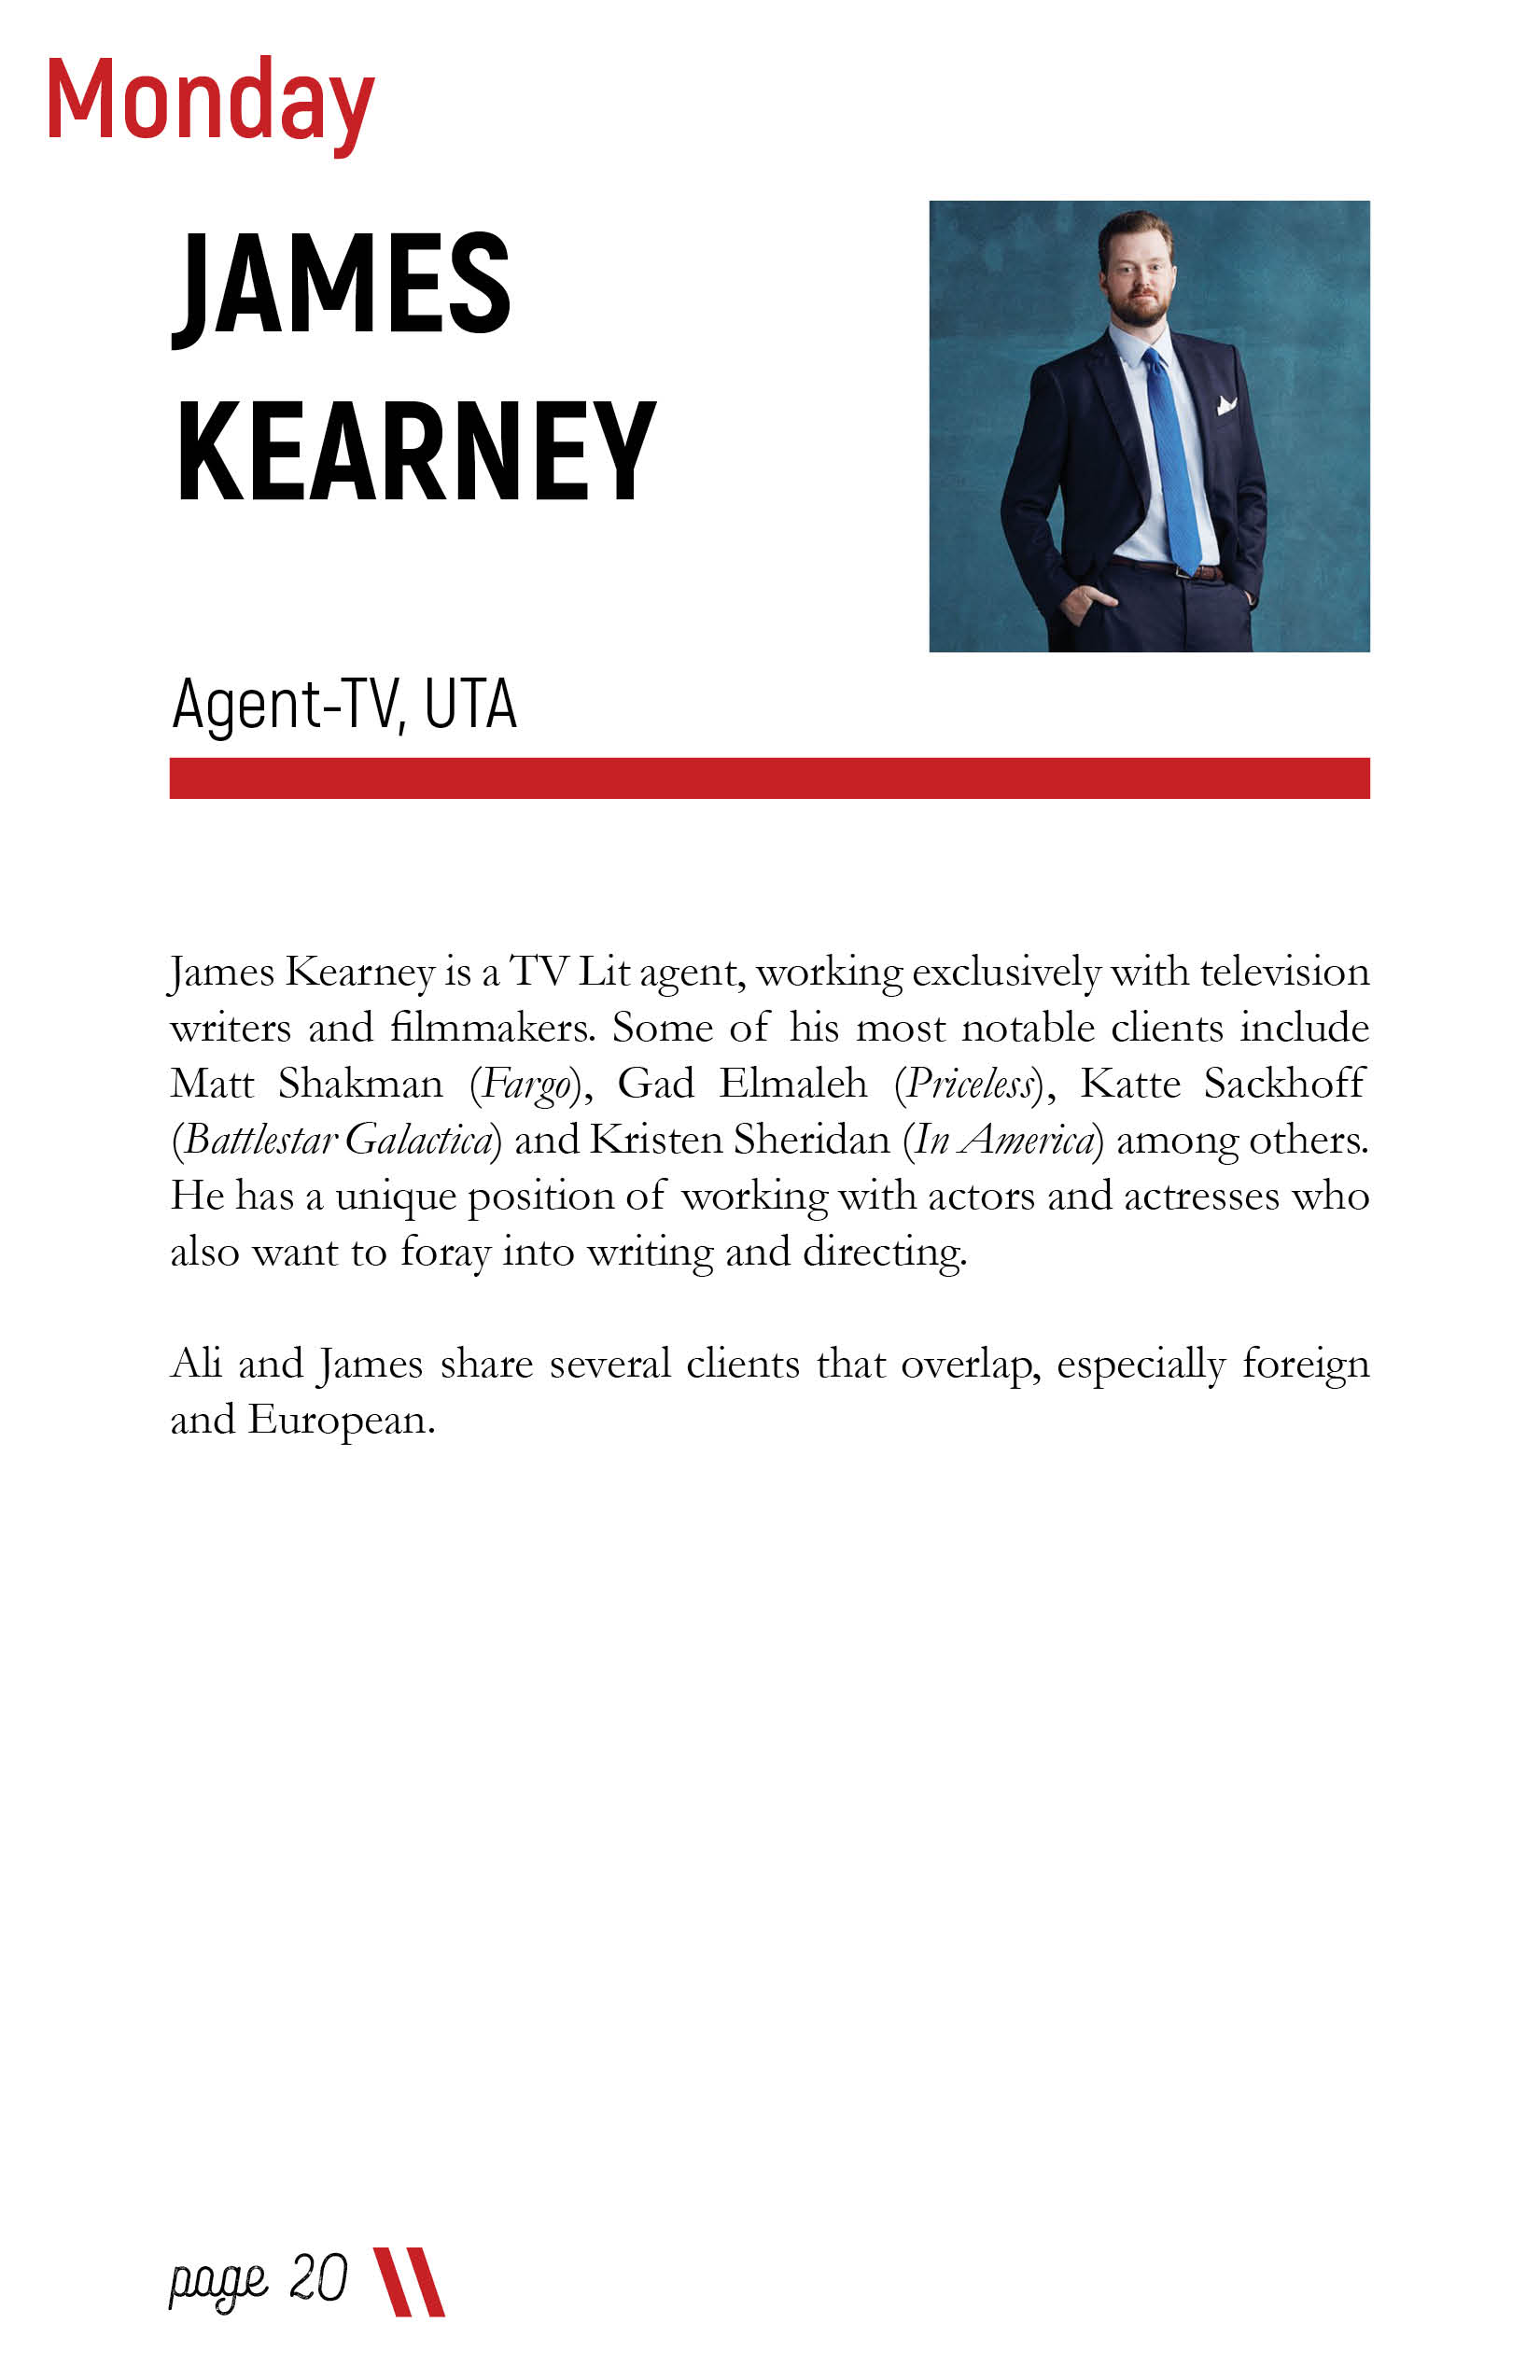 Monday
JAMES
KEARNEY
Agent-TV, UTA
James Kearney is a TV Lit agent, working exclusively with television
writers and filmmakers. Some of his most notable clients include
Matt Shakman (Fargo), Gad Elmaleh (Priceless), Katte Sackhoff
(Battlestar Galactica) and Kristen Sheridan (In America) among others.
He has a unique position of working with actors and actresses who
also want to foray into writing and directing.
Ali and James share several clients that overlap, especially foreign
and European.
page 20